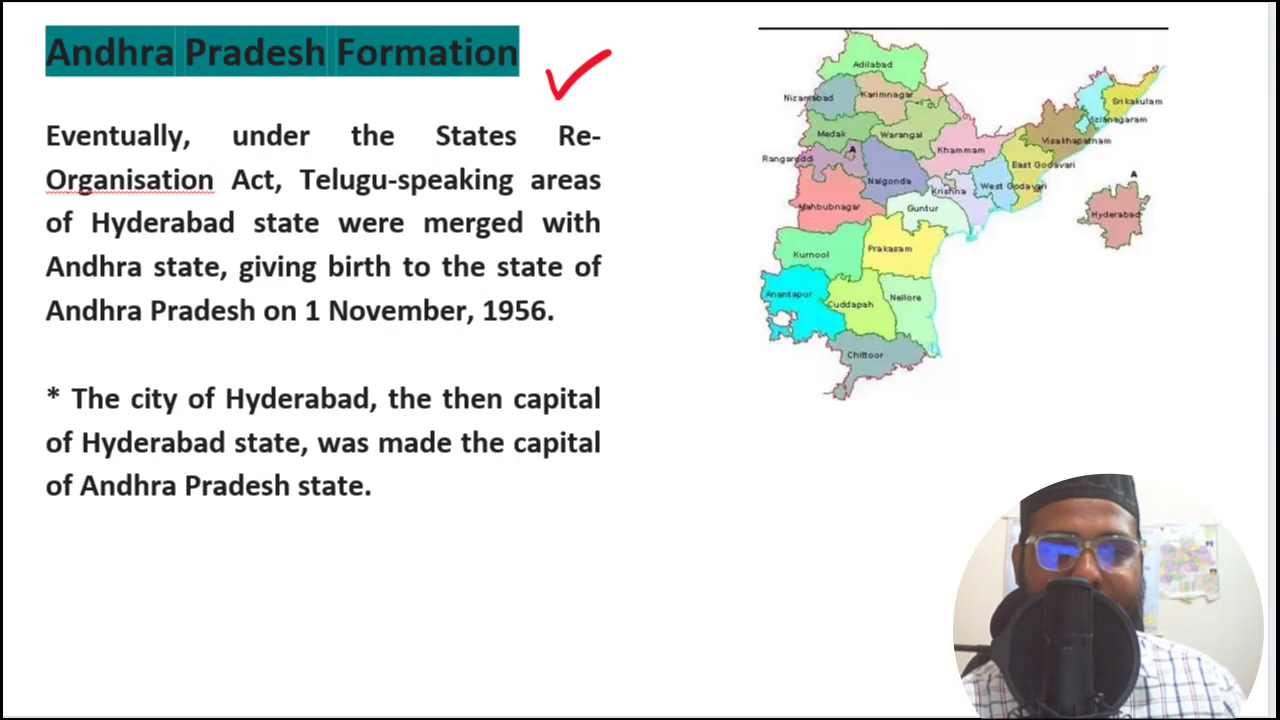 Andhra Pradesh Formation
Eventually, under the States Re-
Organisation Act, Telugu-speaking areas
of Hyderabad state were merged with
Andhra state, giving birth to the state of
Andhra Pradesh on 1 November, 1956.
* The city of Hyderabad, the then capital
of Hyderabad state, was made the capital
of Andhra Pradesh state.
Adilabad
Nizamabad
Karimnagar
Srikakulam
Vizianagaram
Medak
Warangal
Visakhapatnam
A
Khammam
Rangareddi
East Godavari
A
Nalgonda
Krishna
West Godavari
Mahbubnagar
Guntur
Hyderabad
Prakasam
Kurnool
Anantapur
Cuddapah
Nellore
Chittoor